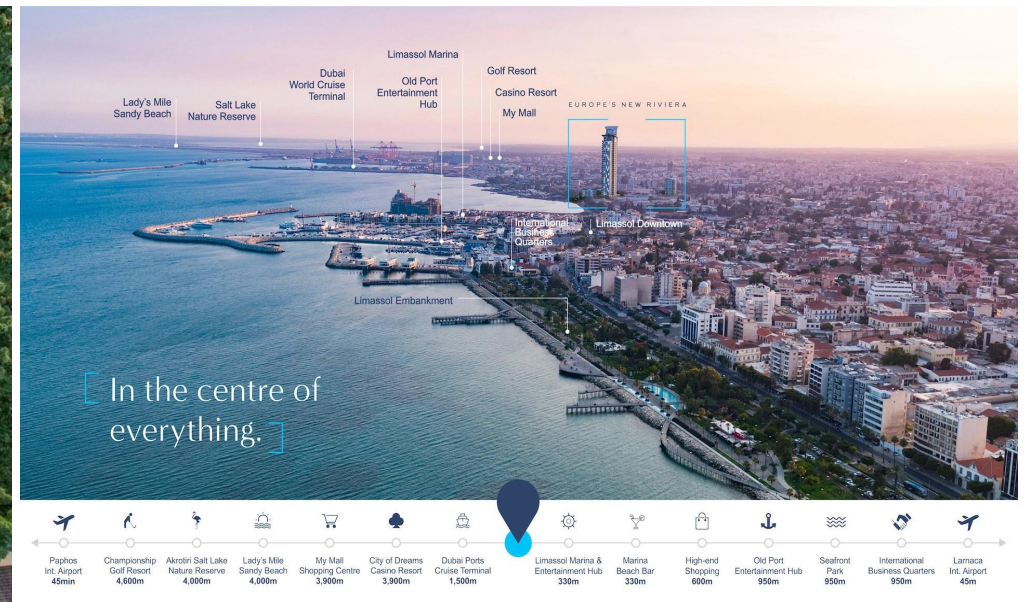 Limassol Marina
Golf Resort
Dubai
World Cruise
Terminal
Old Port
Entertainment
Hub
Casino Resort
Lady's Mile
Sandy Beach
Salt Lake
Nature Reserve
My Mall
EUROPE'S NEW RIVIERA
International
Business
Quarters
Limassol Downtown
Limassol Embankment
In the centre of
everything.
Paphos
Int. Airport
45min
Championship
Golf Resort
4,600m
Akrotiri Salt Lake
Nature Reserve
4,000m
Lady's Mile
Sandy Beach
4,000m
My Mall
Shopping Centre
3,900m
City of Dreams
Casino Resort
3,900m
Dubai Ports
Cruise Terminal
1,500m
Limassol Marina &
Entertainment Hub
330m
Marina
Beach Bar
330m
High-end
Shopping
600m
Old Port
Entertainment Hub
950m
Seafront
Park
950m
International
Business Quarters
950m
Larnaca
Int. Airport
45m